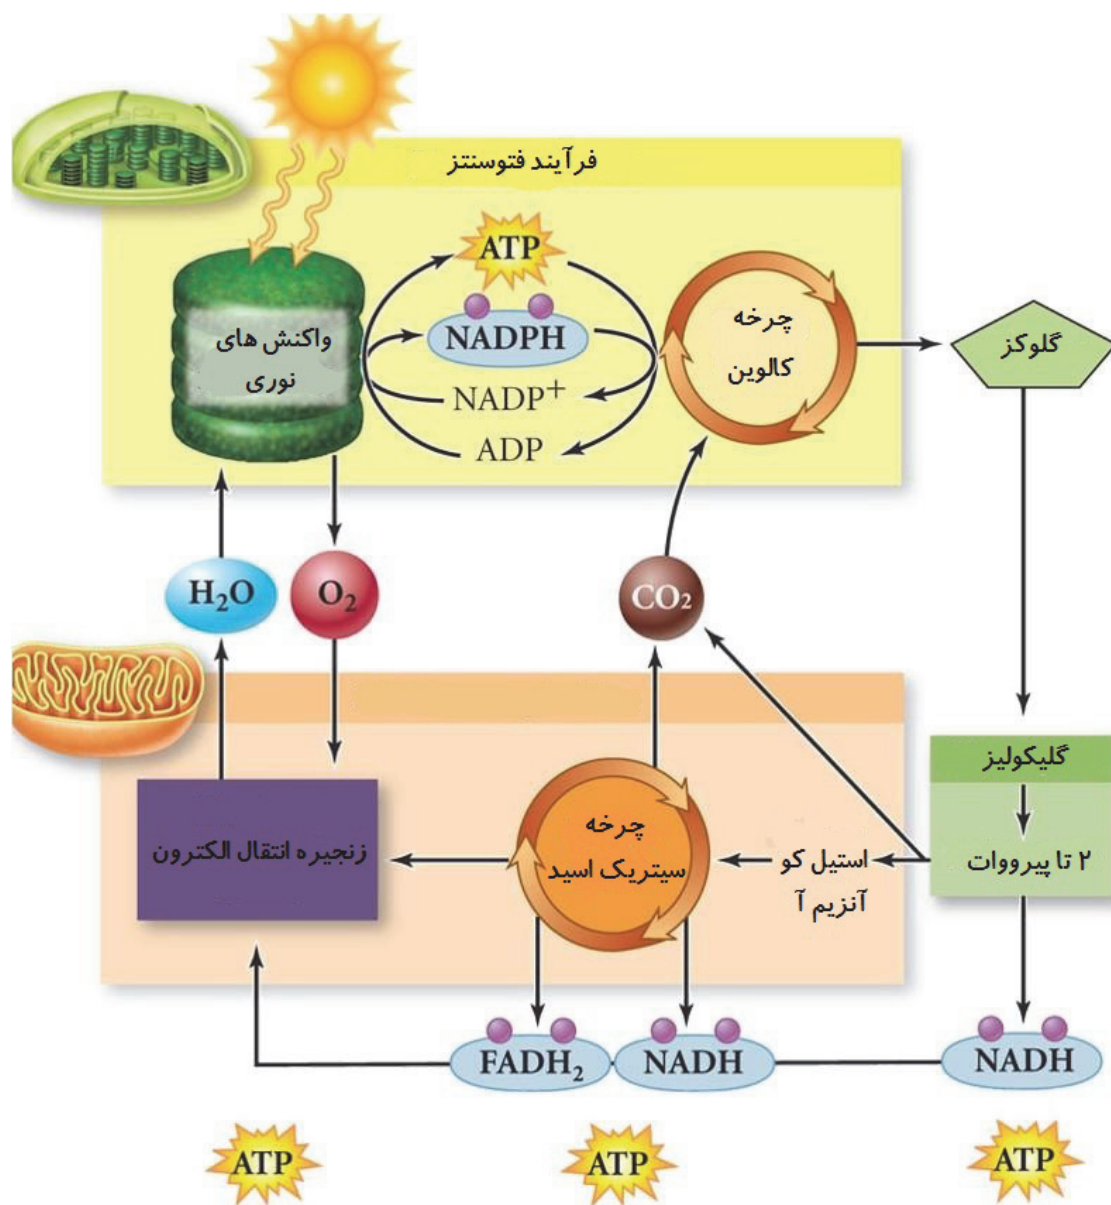 فرآیند فتوسنتز
ATP
NADPH
NADP+
ADP
واکنش های
نوری
چرخه
کالوین
گلوکز
H₂O
O₂
CO₂
گلیکولیز
۲ تا پیرووات
استیل کو
آنزیم آ
چرخه
سیتریک اسید
زنجیره انتقال الکترون
FADH₂
NADH
NADH
ATP
ATP
ATP